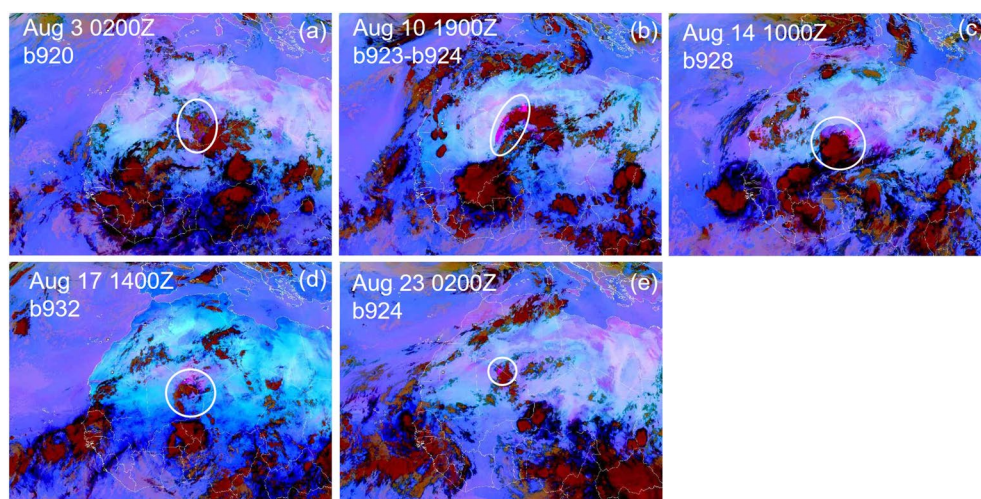 Aug 3 0200Z (a)
b920
Aug 10 1900Z (b)
b923-b924
Aug 14 1000Z (c)
b928
Aug 17 1400Z (d)
b932
Aug 23 0200Z (e)
b924